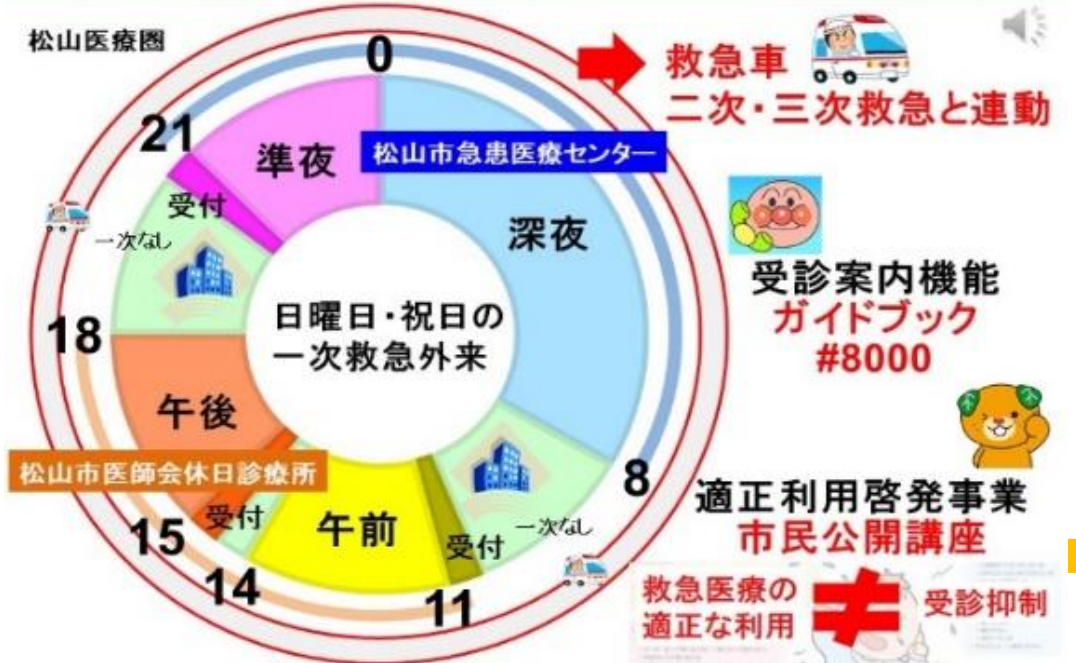 松山医療圏
0
救急車
二次・三次救急と連動
21
準夜
松山市急患医療センター
受付
一次なし
深夜
受診案内機能
ガイドブック
#8000
日曜日・祝日の
一次救急外来
18
午後
松山市医師会休日診療所
8
適正利用啓発事業
市民公開講座
15
受付
午前
受付
一次なし
14
11
救急医療の
適正な利用
≠
受診抑制